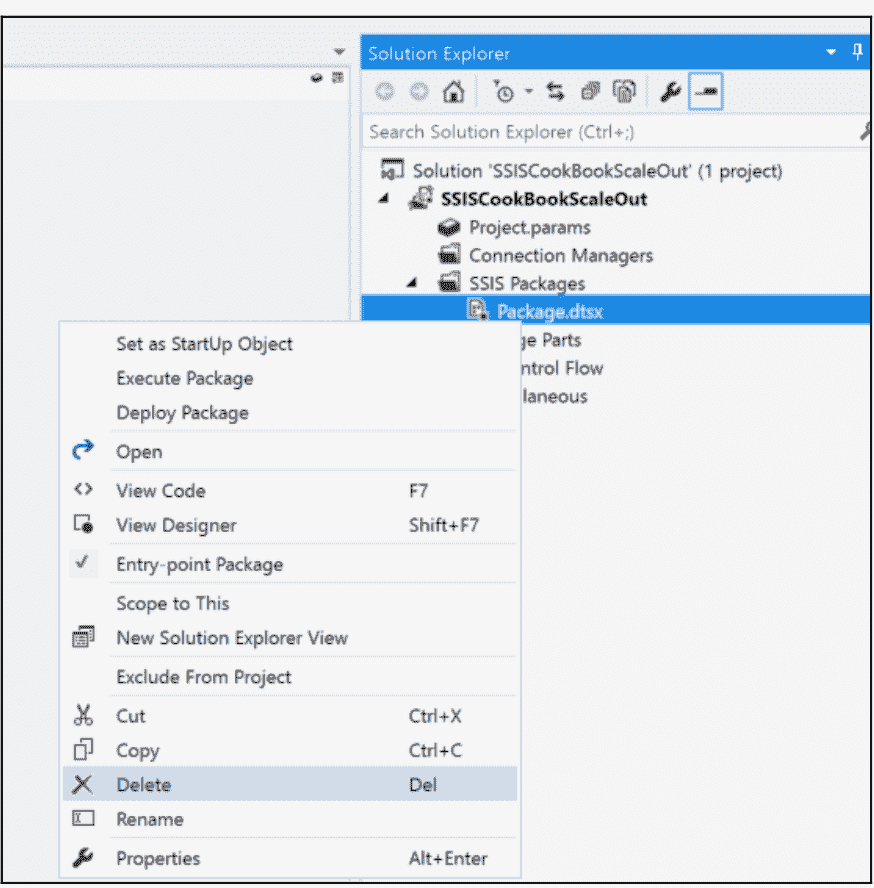 Solution Explorer
Search Solution Explorer (Ctrl+;)
Solution 'SSISCookBookScaleOut' (1 project)
SSISCookBookScaleOut
Project.params
Connection Managers
SSIS Packages
Package.dtsx
ge Parts
ntrol Flow
laneous
Set as StartUp Object
Execute Package
Deploy Package
Open
View Code F7
View Designer Shift+F7
Entry-point Package
Scope to This
New Solution Explorer View
Exclude From Project
Cut Ctrl+X
Copy Ctrl+C
Delete Del
Rename
Properties Alt+Enter